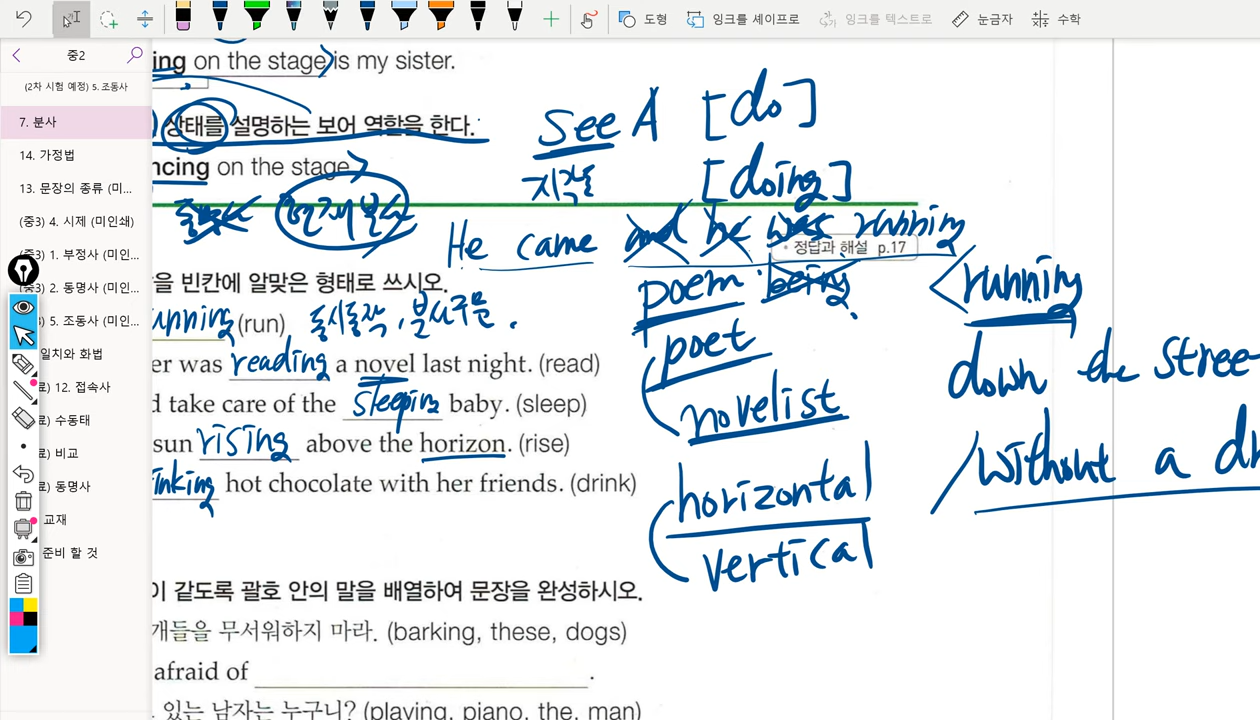 도형 잉크를 셰이프로 잉크를 텍스트로 눈금자 수학
중2
(2차 시험 예정) 5. 조동사
7. 분사
14. 가정법
13. 문장의 종류 (미...
(중3) 4. 시제 (미인쇄)
(중3) 1. 부정사 (미인...
(중3) 2. 동명사 (미인...
3) 5. 조동사 (미인...
일치와 화법
료) 12. 접속사
료) 수동태
료) 비교
료) 동명사
교재
준비 할 것
ing on the stage is my sister.
상태를 설명하는 보어 역할을 한다.
ncing on the stage
see A [do]
지각 [doing]
현재분사
He came and he was running
정답과 해설 p.17
을 빈칸에 알맞은 형태로 쓰시오.
unning (run) 동시동작, 분사구문.
er was reading a novel last night. (read)
d take care of the sleeping baby. (sleep)
sun rising above the horizon. (rise)
inking hot chocolate with her friends. (drink)
poem being
poet
novelist
horizontal
vertical
running
down the stree
without a
이 같도록 괄호 안의 말을 배열하여 문장을 완성하시오.
개들을 무서워하지 마라. (barking, these, dogs)
afraid of .
있는 남자는 누구니? (playing, piano, the, man)